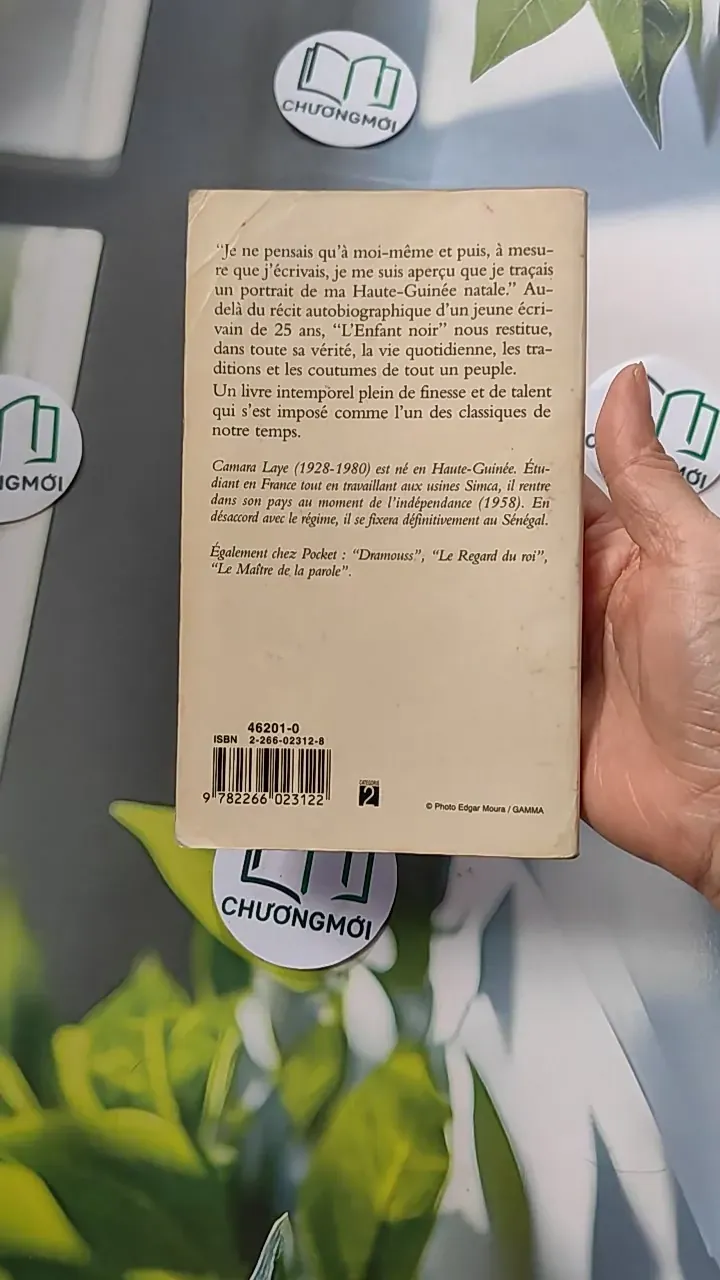 CHƯƠNGMỚI
"Je ne pensais qu'à moi-même et puis, à mesu-
re que j'écrivais, je me suis aperçu que je traçais
un portrait de ma Haute-Guinée natale." Au-
delà du récit autobiographique d'un jeune écri-
vain de 25 ans, "L'Enfant noir" nous restitue,
dans toute sa vérité, la vie quotidienne, les tra-
ditions et les coutumes de tout un peuple.
Un livre intemporel plein de finesse et de talent
qui s'est imposé comme l'un des classiques de
notre temps.
NGMỚI
Camara Laye (1928-1980) est né en Haute-Guinée. Étu-
diant en France tout en travaillant aux usines Simca, il rentre
dans son pays au moment de l'indépendance (1958). En
désaccord avec le régime, il se fixera définitivement au Sénégal.
Également chez Pocket : "Dramouss", "Le Regard du roi",
"Le Maître de la parole".
46201-0
ISBN 2-266-02312-8
9 782266 023122
CATÉGORIE
2
© Photo Edgar Moura / GAMMA
CHƯƠNGMỚI